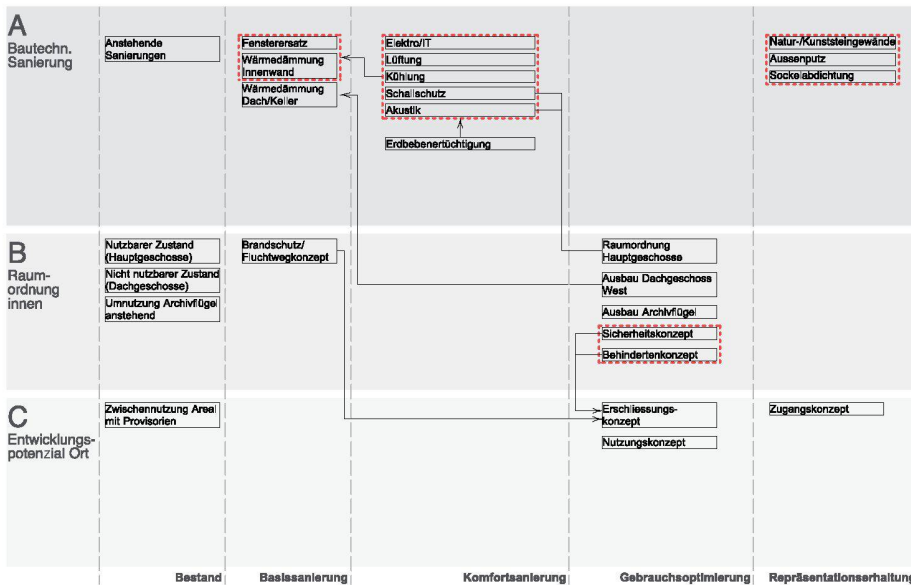 A
Bautechn.
Sanierung
Anstehende
Sanierungen
Fensterersatz
Wärmedämmung
Innenwand
Wärmedämmung
Dach/Keller
Elektro/IT
Lüftung
Kühlung
Schallschutz
Akustik
Erdbebenertüchtigung
Natur-/Kunststeingewände
Aussenputz
Sockelabdichtung
B
Raum-
ordnung
innen
Nutzbarer Zustand
(Hauptgeschosse)
Nicht nutzbarer Zustand
(Dachgeschosse)
Umnutzung Archivflügel
anstehend
Brandschutz/
Fluchtwegkonzept
Raumordnung
Hauptgeschosse
Ausbau Dachgeschoss
West
Ausbau Archivflügel
Sicherheitskonzept
Behindertenkonzept
C
Entwicklungs-
potenzial Ort
Zwischennutzung Areal
mit Provisorien
Erschliessungs-
konzept
Nutzungskonzept
Zugangskonzept
Bestand
Basissanierung
Komfortsanierung
Gebrauchsoptimierung
Repräsentationserhaltung